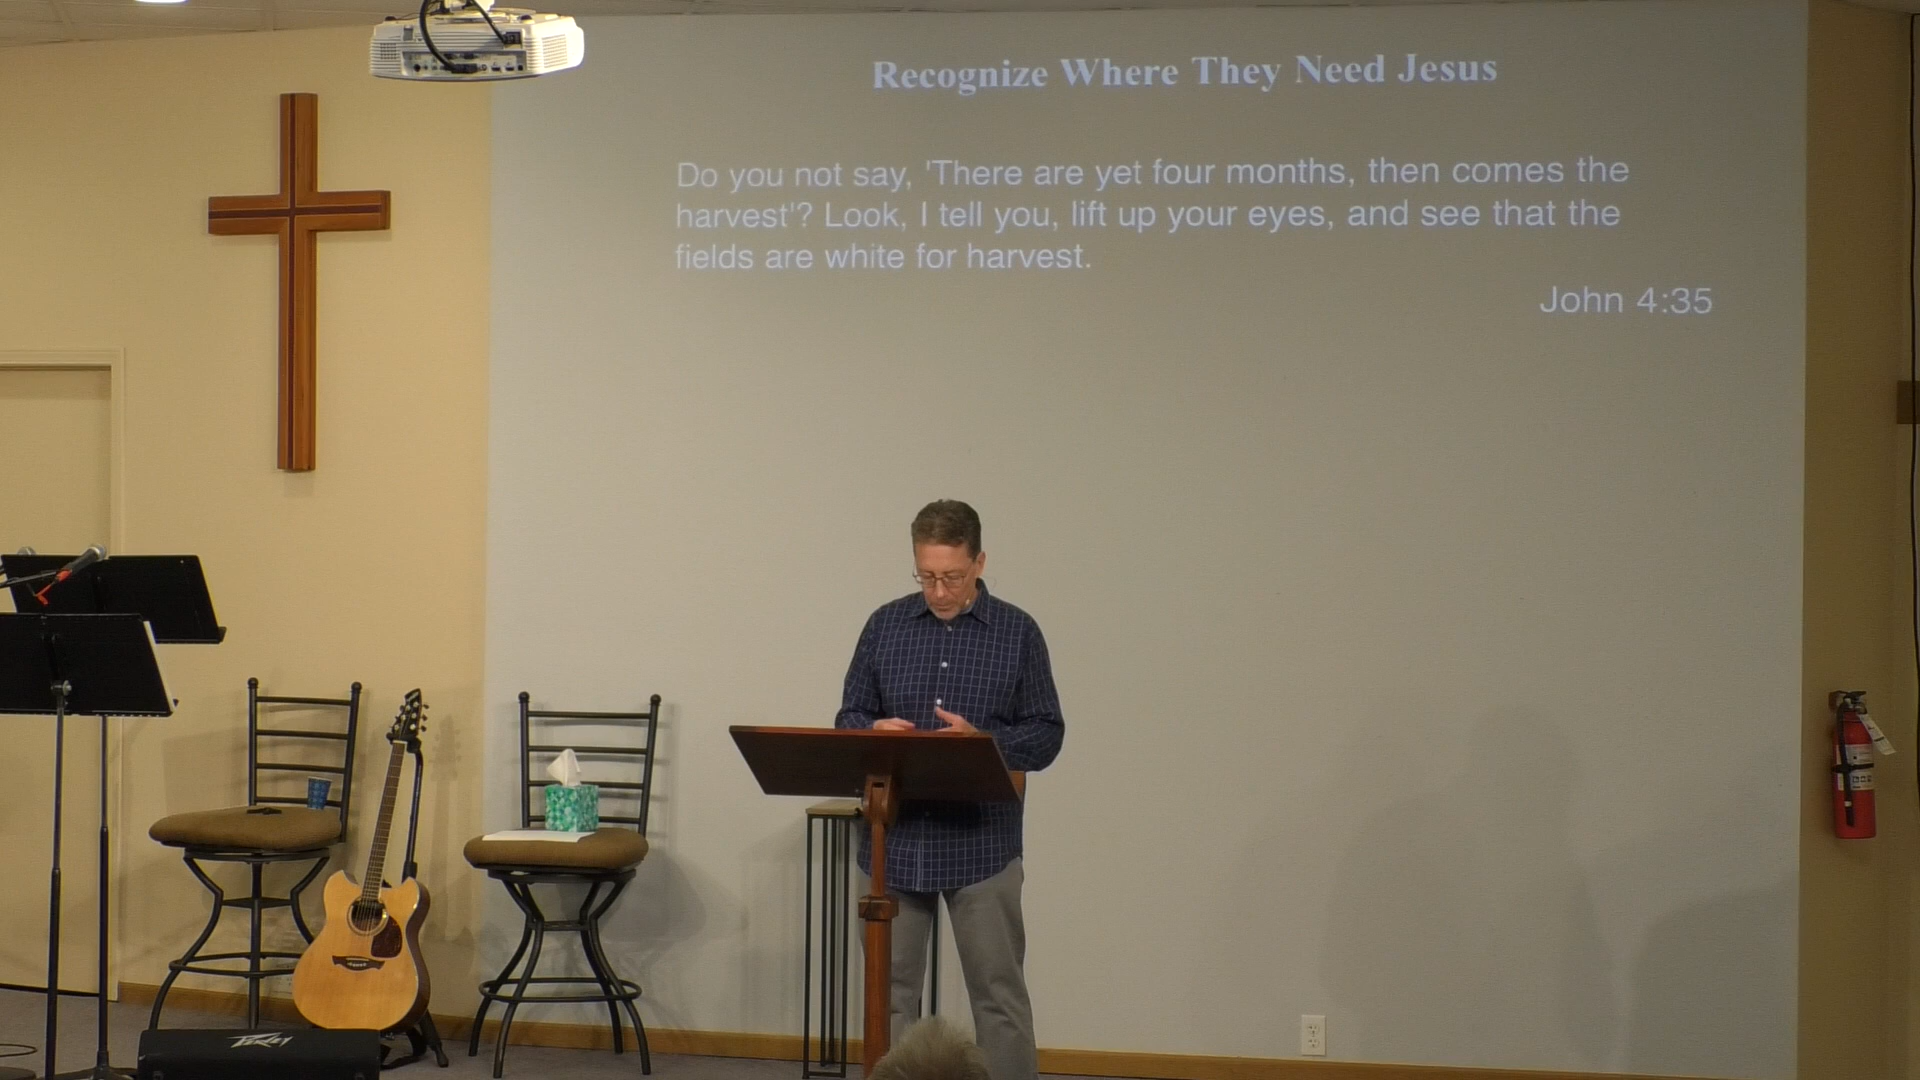 Recognize Where They Need Jesus
Do you not say, 'There are yet four months, then comes the
harvest'? Look, I tell you, lift up your eyes, and see that the
fields are white for harvest.
John 4:35
PEAVEY